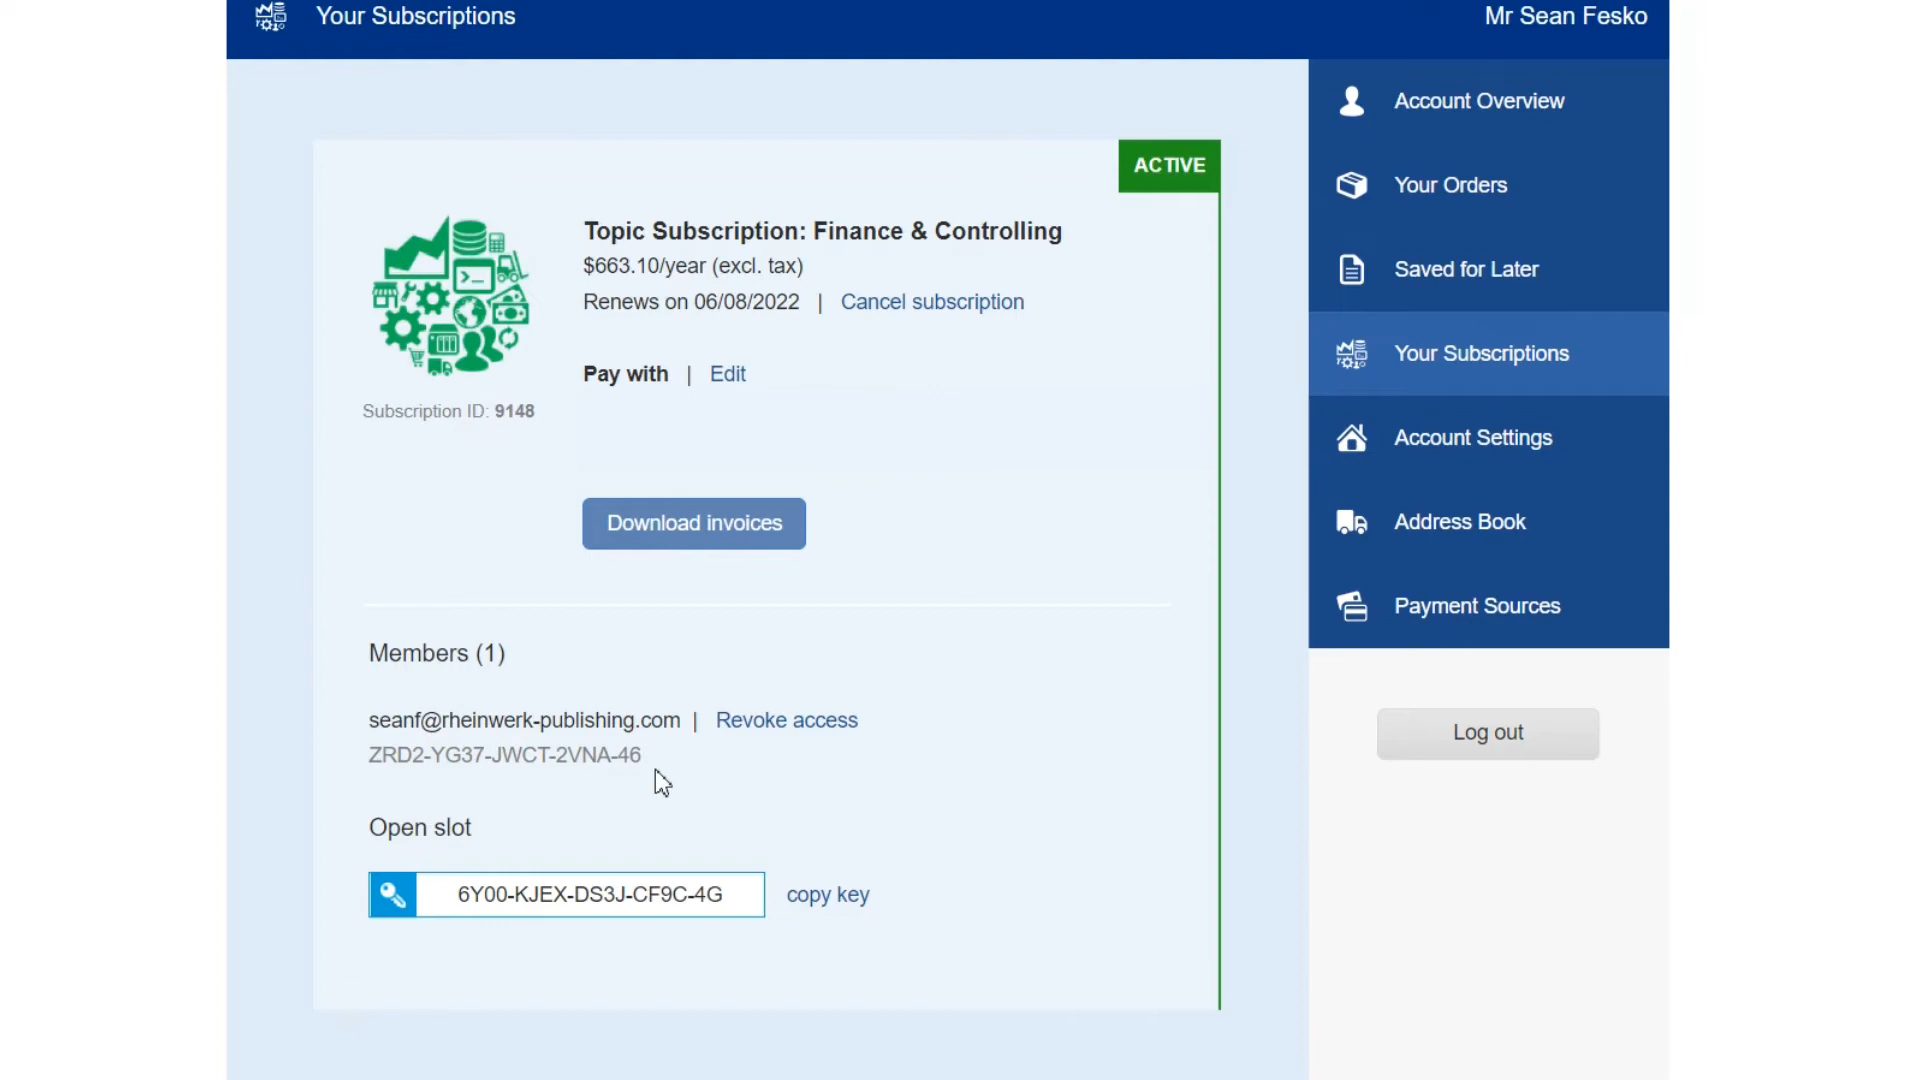 Your Subscriptions
Mr Sean Fesko
ACTIVE
Topic Subscription: Finance & Controlling
$663.10/year (excl. tax)
Renews on 06/08/2022 | Cancel subscription
Pay with | Edit
Subscription ID: 9148
Download invoices
Members (1)
seanf@rheinwerk-publishing.com | Revoke access
ZRD2-YG37-JWCT-2VNA-46
Open slot
6Y00-KJEX-DS3J-CF9C-4G copy key
Account Overview
Your Orders
Saved for Later
Your Subscriptions
Account Settings
Address Book
Payment Sources
Log out